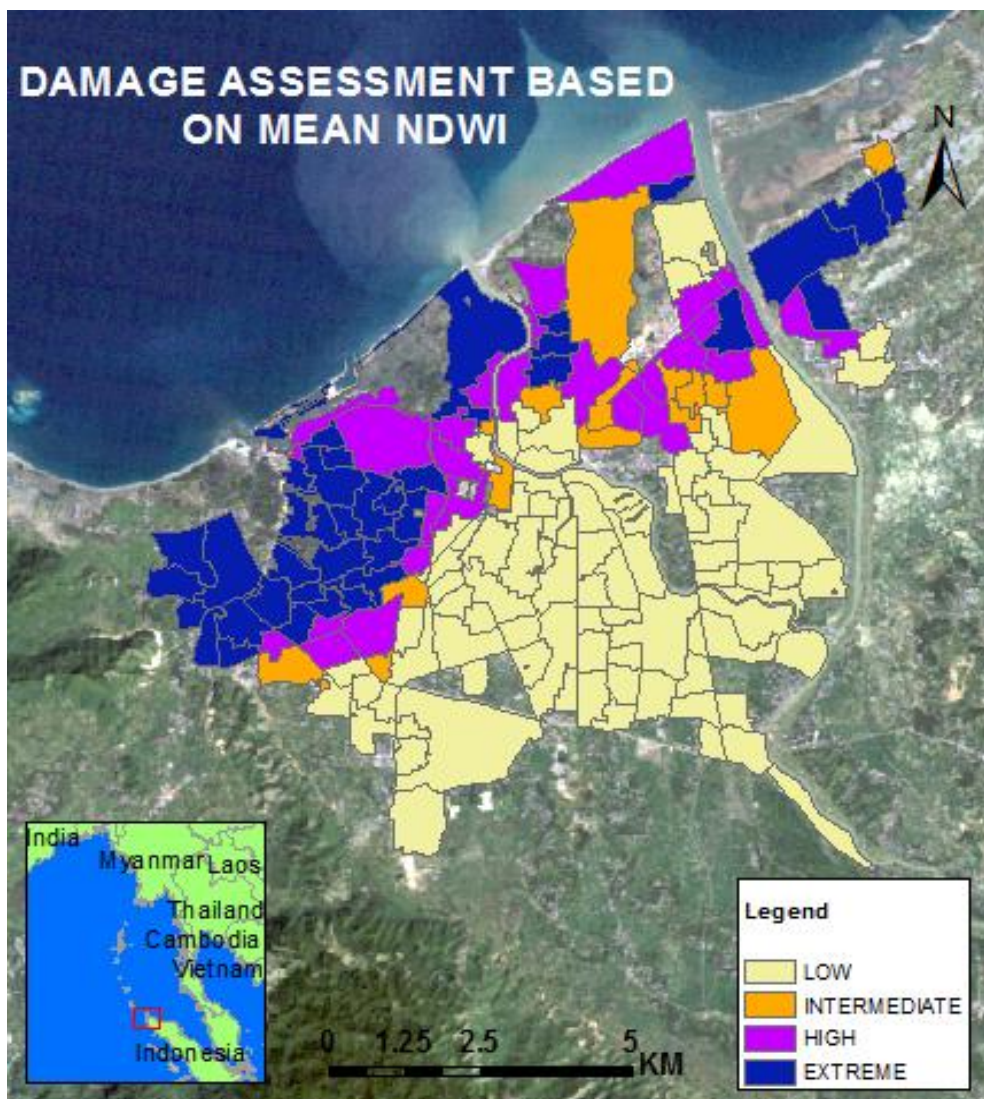 DAMAGE ASSESSMENT BASED
ON MEAN NDWI
N
India
Myanmar Laos
Thailand
Cambodia
Vietnam
Indonesia
0 1.25 2.5 5 KM
Legend
LOW
INTERMEDIATE
HIGH
EXTREME